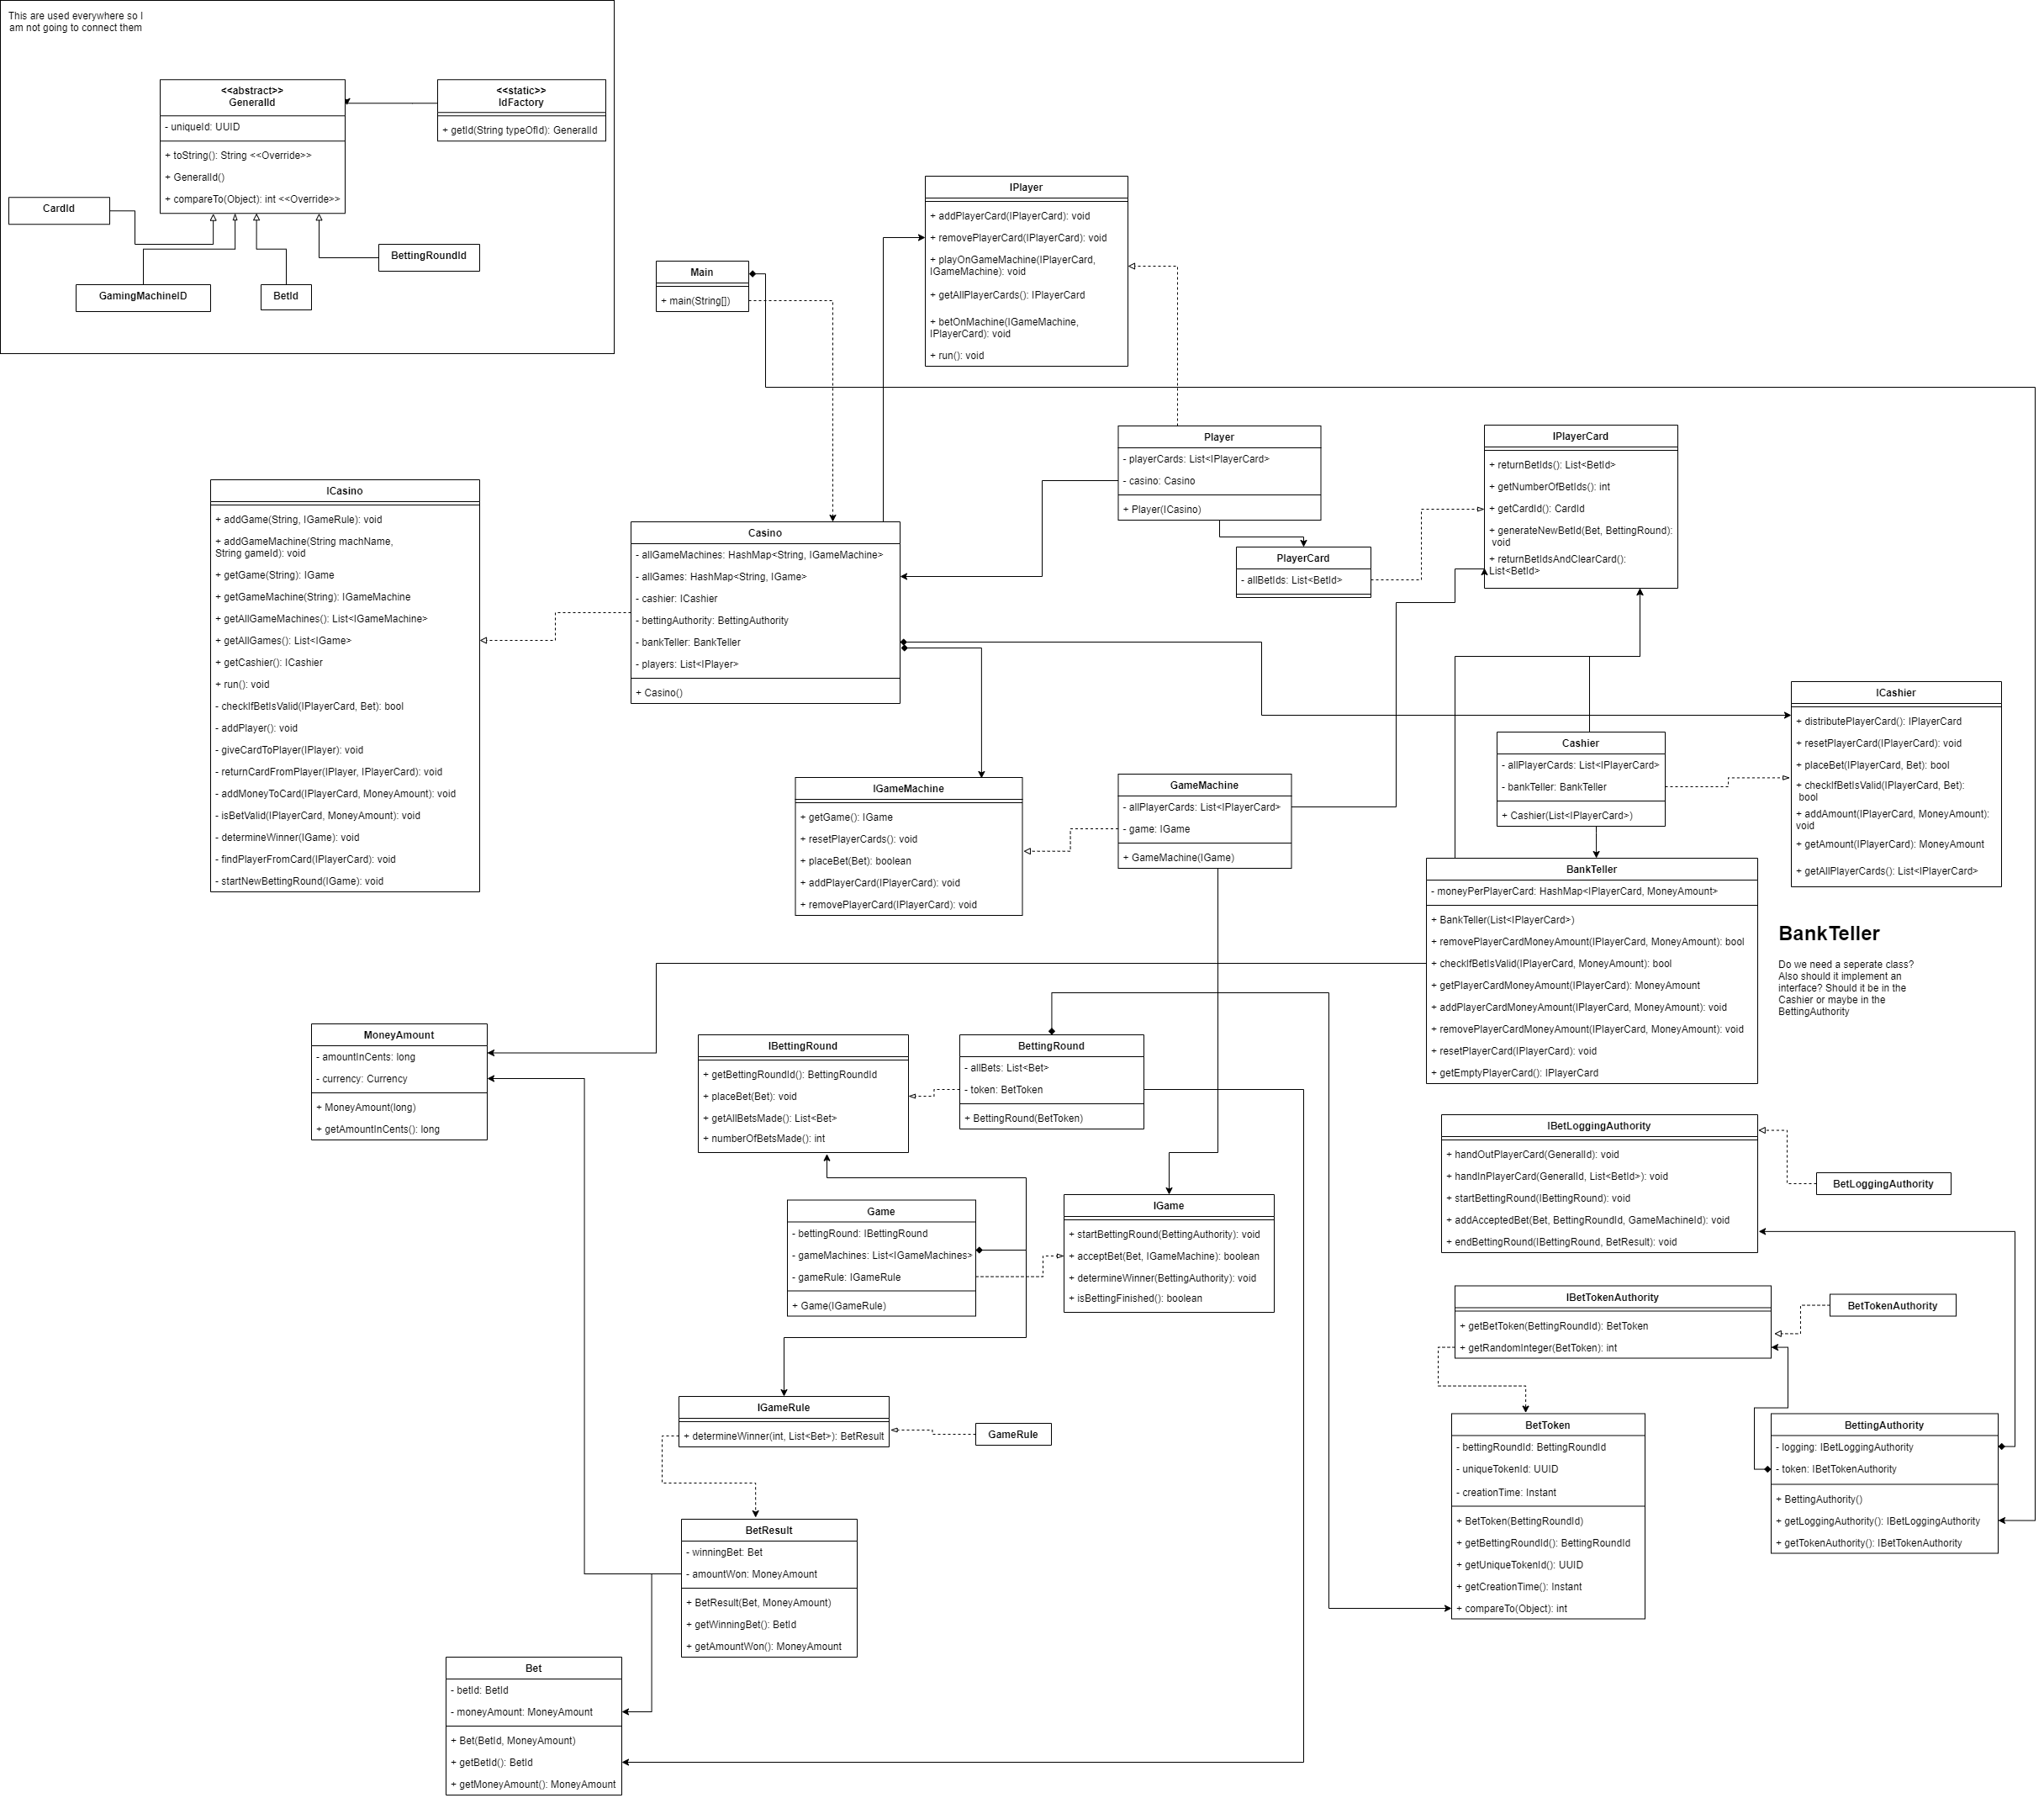 This are used everywhere so I
am not going to connect them
<<abstract>>
GeneralId
- uniqueId: UUID
+ toString(): String <<Override>>
+ GeneralId()
+ compareTo(Object): int <<Override>>
<<static>>
IdFactory
+ getId(String typeOfId): GeneralId
CardId
GamingMachineID
BetId
BettingRoundId
Main
+ main(String[])
IPlayer
+ addPlayerCard(IPlayerCard): void
+ removePlayerCard(IPlayerCard): void
+ playOnGameMachine(IPlayerCard,
IGameMachine): void
+ getAllPlayerCards(): IPlayerCard
+ betOnMachine(IGameMachine,
IPlayerCard): void
+ run(): void
Player
- playerCards: List<IPlayerCard>
- casino: Casino
+ Player(ICasino)
IPlayerCard
+ returnBetIds(): List<BetId>
+ getNumberOfBetIds(): int
+ getCardId(): CardId
+ generateNewBetId(Bet, BettingRound):
void
+ returnBetIdsAndClearCard():
List<BetId>
PlayerCard
- allBetIds: List<BetId>
ICasino
+ addGame(String, IGameRule): void
+ addGameMachine(String machName,
String gameId): void
+ getGame(String): IGame
+ getGameMachine(String): IGameMachine
+ getAllGameMachines(): List<IGameMachine>
+ getAllGames(): List<IGame>
+ getCashier(): ICashier
+ run(): void
- checkIfBetIsValid(IPlayerCard, Bet): bool
- addPlayer(): void
- giveCardToPlayer(IPlayer): void
- returnCardFromPlayer(IPlayer, IPlayerCard): void
- addMoneyToCard(IPlayerCard, MoneyAmount): void
- isBetValid(IPlayerCard, MoneyAmount): void
- determineWinner(IGame): void
- findPlayerFromCard(IPlayerCard): void
- startNewBettingRound(IGame): void
Casino
- allGameMachines: HashMap<String, IGameMachine>
- allGames: HashMap<String, IGame>
- cashier: ICashier
- bettingAuthority: BettingAuthority
- bankTeller: BankTeller
- players: List<IPlayer>
+ Casino()
ICashier
+ distributePlayerCard(): IPlayerCard
+ resetPlayerCard(IPlayerCard): void
+ placeBet(IPlayerCard, Bet): bool
+ checkIfBetIsValid(IPlayerCard, Bet):
bool
+ addAmount(IPlayerCard, MoneyAmount):
void
+ getAmount(IPlayerCard): MoneyAmount
+ getAllPlayerCards(): List<IPlayerCard>
Cashier
- allPlayerCards: List<IPlayerCard>
- bankTeller: BankTeller
+ Cashier(List<IPlayerCard>)
IGameMachine
+ getGame(): IGame
+ resetPlayerCards(): void
+ placeBet(Bet): boolean
+ addPlayerCard(IPlayerCard): void
+ removePlayerCard(IPlayerCard): void
GameMachine
- allPlayerCards: List<IPlayerCard>
- game: IGame
+ GameMachine(IGame)
BankTeller
- moneyPerPlayerCard: HashMap<IPlayerCard, MoneyAmount>
+ BankTeller(List<IPlayerCard>)
+ removePlayerCardMoneyAmount(IPlayerCard, MoneyAmount): bool
+ checkIfBetIsValid(IPlayerCard, MoneyAmount): bool
+ getPlayerCardMoneyAmount(IPlayerCard): MoneyAmount
+ addPlayerCardMoneyAmount(IPlayerCard, MoneyAmount): void
+ removePlayerCardMoneyAmount(IPlayerCard, MoneyAmount): void
+ resetPlayerCard(IPlayerCard): void
+ getEmptyPlayerCard(): IPlayerCard
BankTeller
Do we need a seperate class?
Also should it implement an
interface? Should it be in the
Cashier or maybe in the
BettingAuthority
MoneyAmount
- amountInCents: long
- currency: Currency
+ MoneyAmount(long)
+ getAmountInCents(): long
IBettingRound
+ getBettingRoundId(): BettingRoundId
+ placeBet(Bet): void
+ getAllBetsMade(): List<Bet>
+ numberOfBetsMade(): int
BettingRound
- allBets: List<Bet>
- token: BetToken
+ BettingRound(BetToken)
IBetLoggingAuthority
+ handOutPlayerCard(GeneralId): void
+ handInPlayerCard(GeneralId, List<BetId>): void
+ startBettingRound(IBettingRound): void
+ addAcceptedBet(Bet, BettingRoundId, GameMachineId): void
+ endBettingRound(IBettingRound, BetResult): void
BetLoggingAuthority
Game
- bettingRound: IBettingRound
- gameMachines: List<IGameMachines>
- gameRule: IGameRule
+ Game(IGameRule)
IGame
+ startBettingRound(BettingAuthority): void
+ acceptBet(Bet, IGameMachine): boolean
+ determineWinner(BettingAuthority): void
+ isBettingFinished(): boolean
IBetTokenAuthority
+ getBetToken(BettingRoundId): BetToken
+ getRandomInteger(BetToken): int
BetTokenAuthority
IGameRule
+ determineWinner(int, List<Bet>): BetResult
GameRule
BetToken
- bettingRoundId: BettingRoundId
- uniqueTokenId: UUID
- creationTime: Instant
+ BetToken(BettingRoundId)
+ getBettingRoundId(): BettingRoundId
+ getUniqueTokenId(): UUID
+ getCreationTime(): Instant
+ compareTo(Object): int
BettingAuthority
- logging: IBetLoggingAuthority
- token: IBetTokenAuthority
+ BettingAuthority()
+ getLoggingAuthority(): IBetLoggingAuthority
+ getTokenAuthority(): IBetTokenAuthority
BetResult
- winningBet: Bet
- amountWon: MoneyAmount
+ BetResult(Bet, MoneyAmount)
+ getWinningBet(): BetId
+ getAmountWon(): MoneyAmount
Bet
- betId: BetId
- moneyAmount: MoneyAmount
+ Bet(BetId, MoneyAmount)
+ getBetId(): BetId
+ getMoneyAmount(): MoneyAmount